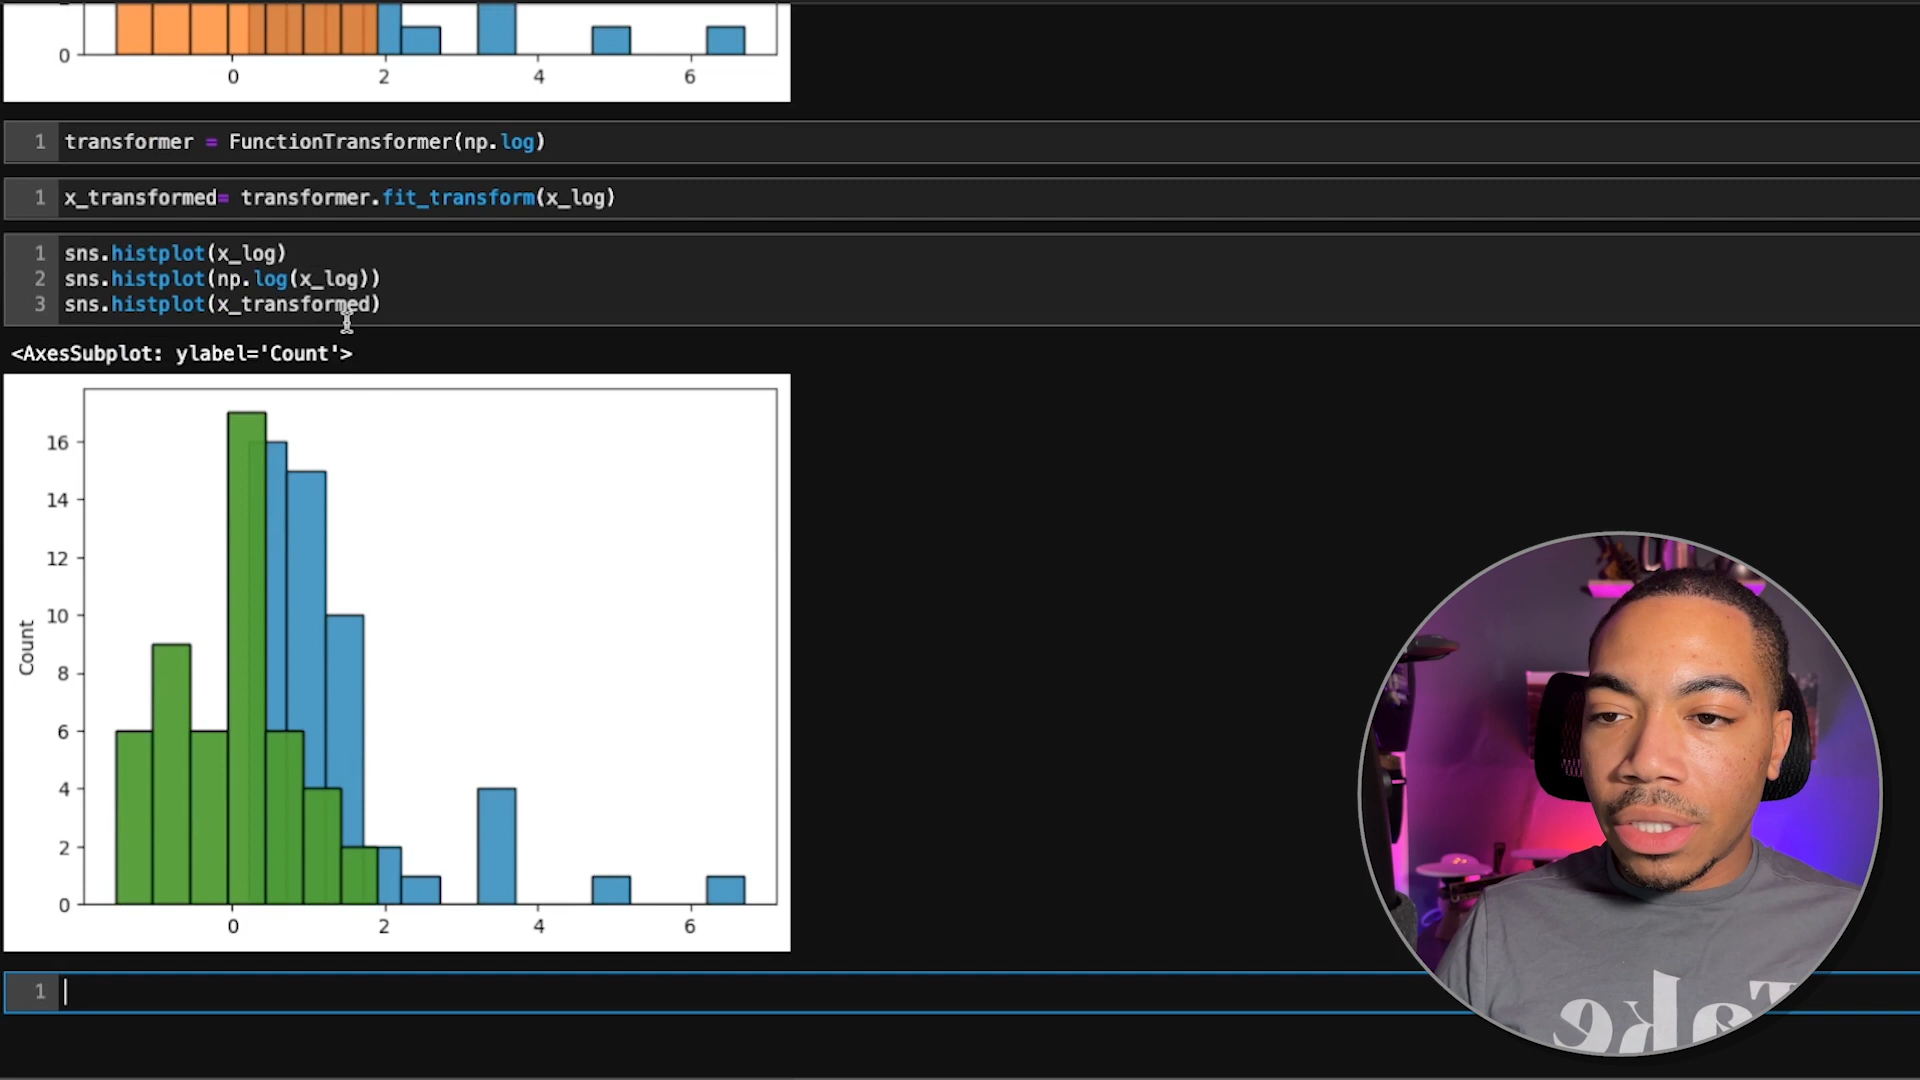 0
0 2 4 6
1 transformer = FunctionTransformer(np.log)
1 x_transformed= transformer.fit_transform(x_log)
1 sns.histplot(x_log)
2 sns.histplot(np.log(x_log))
3 sns.histplot(x_transformed)
<AxesSubplot: ylabel='Count'>
16
14
12
10
8
6
4
2
0
Count
0 2 4 6
1
Take